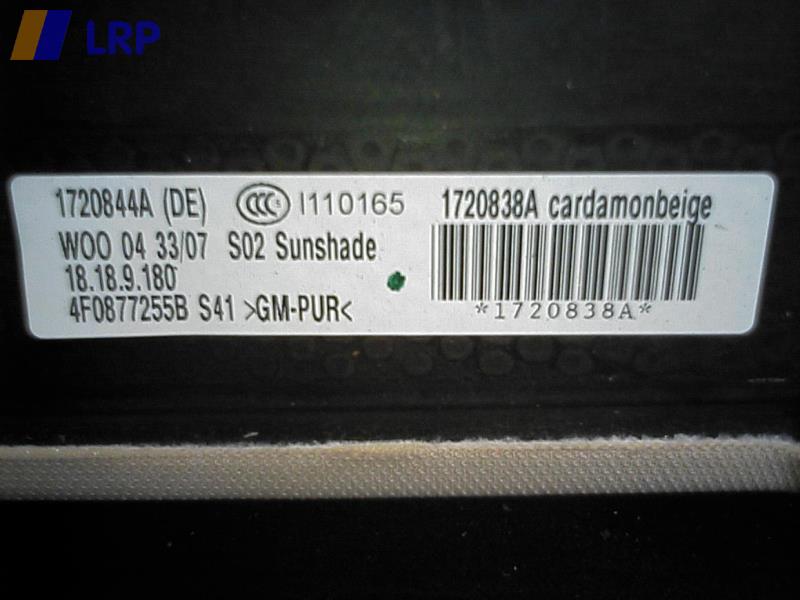 LRP
1720844A (DE) CCC I110165
WOO 04 33/07 S02 Sunshade
18.18.9.180
4F0877255B S41 >GM-PUR<
1720838A cardamonbeige
*1720838A*